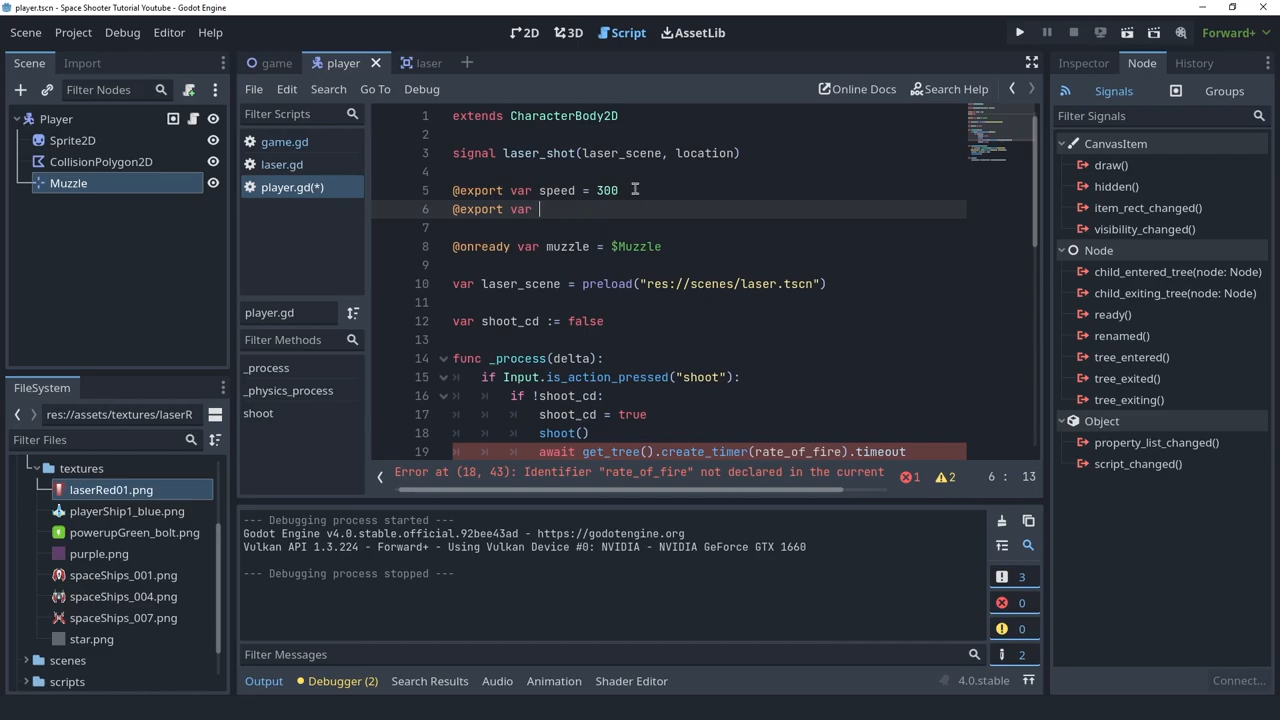 player.tscn - Space Shooter Tutorial Youtube - Godot Engine
Scene Project Debug Editor Help
2D 3D Script AssetLib
Forward+
Scene Import
Filter Nodes
Player
Sprite2D
CollisionPolygon2D
Muzzle
FileSystem
res://assets/textures/laserR
Filter Files
textures
laserRed01.png
playerShip1_blue.png
powerupGreen_bolt.png
purple.png
spaceShips_001.png
spaceShips_004.png
spaceShips_007.png
star.png
scenes
scripts
game player laser
File Edit Search Go To Debug
Online Docs Search Help
Filter Scripts
game.gd
laser.gd
player.gd(*)
player.gd
Filter Methods
_process
_physics_process
shoot
1 extends CharacterBody2D
2
3 signal laser_shot(laser_scene, location)
4
5 @export var speed = 300
6 @export var
7
8 @onready var muzzle = $Muzzle
9
10 var laser_scene = preload("res://scenes/laser.tscn")
11
12 var shoot_cd := false
13
14 func _process(delta):
15 if Input.is_action_pressed("shoot"):
16 if !shoot_cd:
17 shoot_cd = true
18 shoot()
19 await get_tree().create_timer(rate_of_fire).timeout
Error at (18, 43): Identifier "rate_of_fire" not declared in the current
1 2 6 : 13
--- Debugging process started ---
Godot Engine v4.0.stable.official.92bee43ad - https://godotengine.org
Vulkan API 1.3.224 - Forward+ - Using Vulkan Device #0: NVIDIA - NVIDIA GeForce GTX 1660
--- Debugging process stopped ---
3
0
0
2
Filter Messages
Output Debugger (2) Search Results Audio Animation Shader Editor
4.0.stable
Inspector Node History
Signals Groups
Filter Signals
CanvasItem
draw()
hidden()
item_rect_changed()
visibility_changed()
Node
child_entered_tree(node: Node)
child_exiting_tree(node: Node)
ready()
renamed()
tree_entered()
tree_exited()
tree_exiting()
Object
property_list_changed()
script_changed()
Connect...